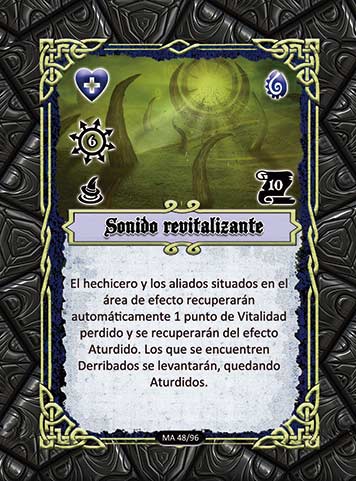 6
10
Sonido revitalizante
El hechicero y los aliados situados en el
área de efecto recuperarán
automáticamente 1 punto de Vitalidad
perdido y se recuperarán del efecto
Aturdido. Los que se encuentren
Derribados se levantarán, quedando
Aturdidos.
MA 48/96